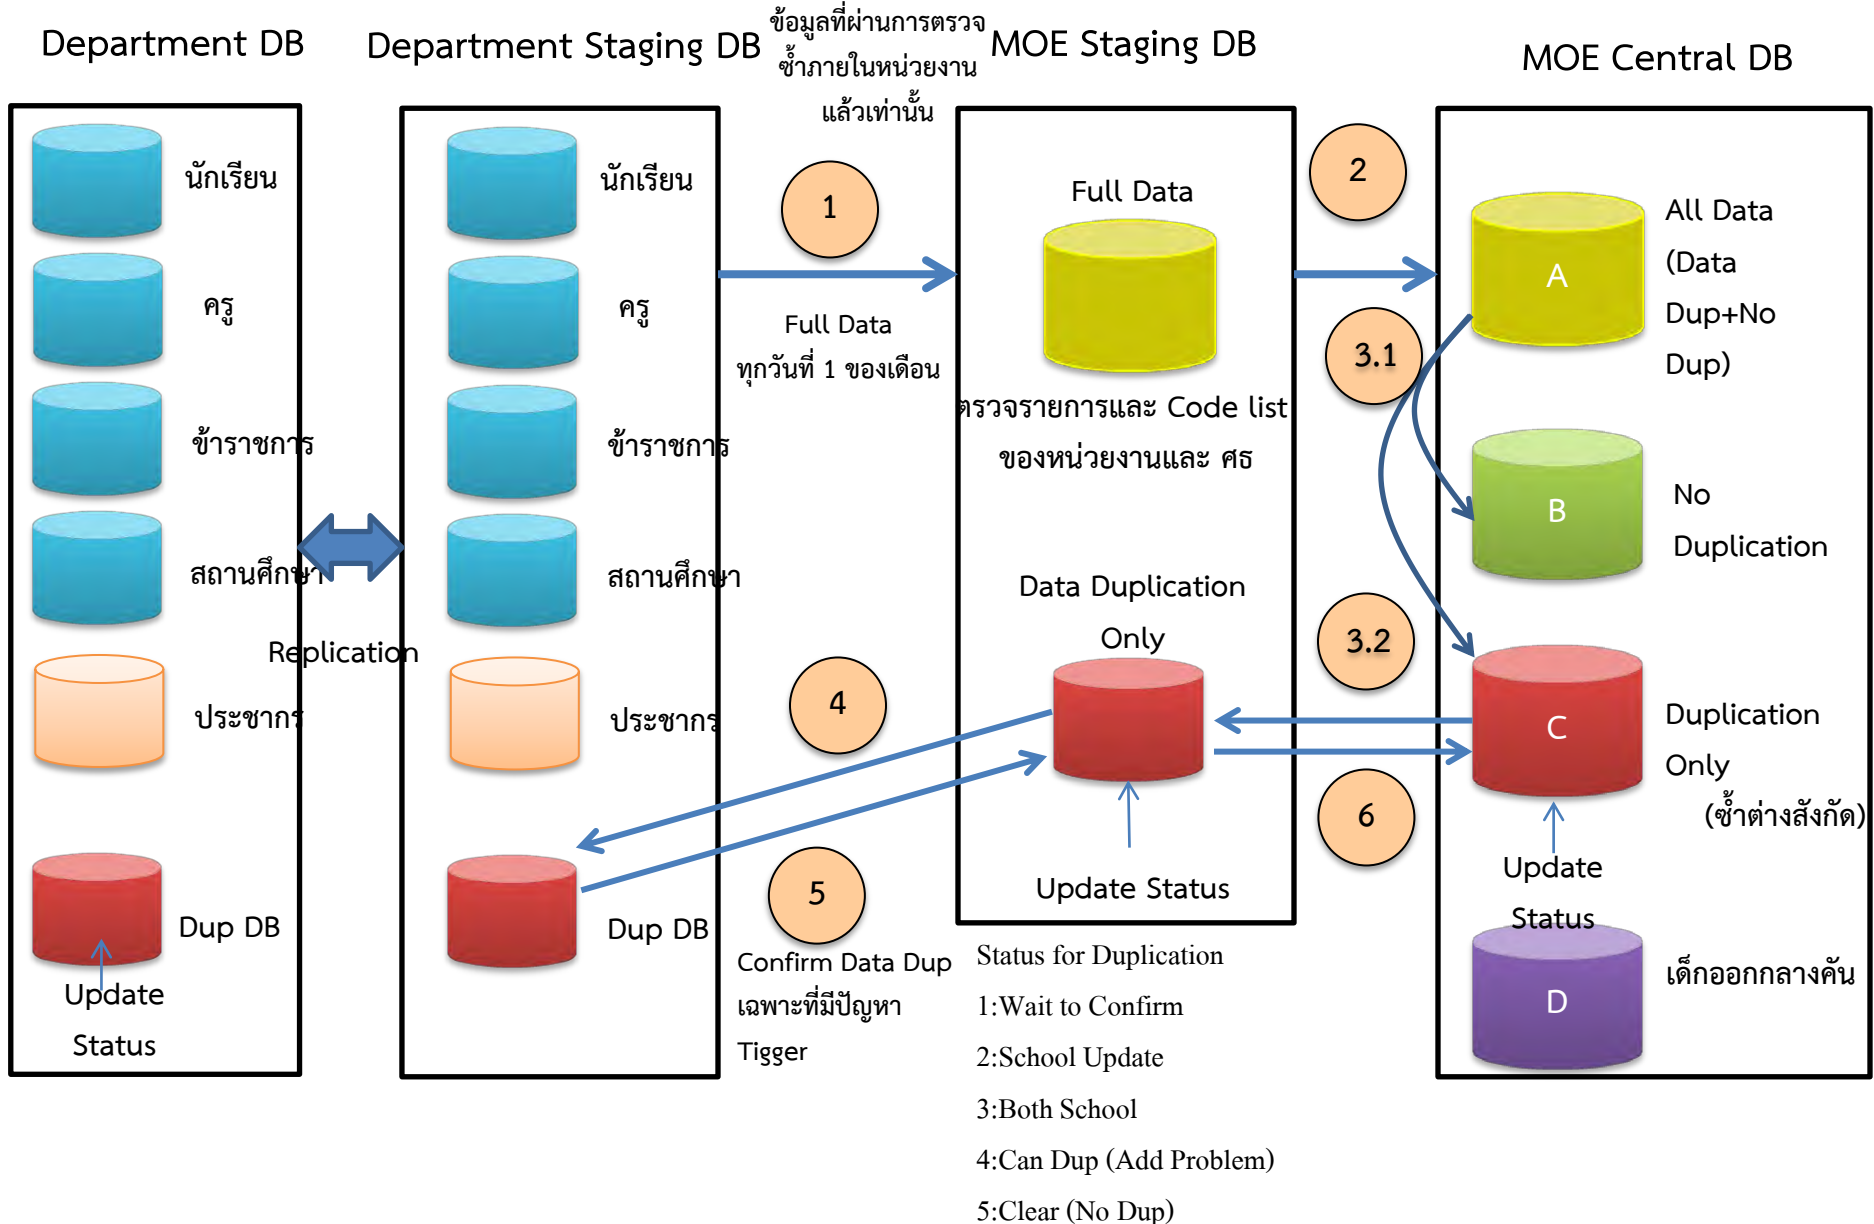 Department DB
นักเรียน
ครู
ข้าราชการ
สถานศึกษา
ประชากร
Dup DB
Update
Status
Replication
Department Staging DB
นักเรียน
ครู
ข้าราชการ
สถานศึกษา
ประชากร
Dup DB
ข้อมูลที่ผ่านการตรวจ
ซ้ำภายในหน่วยงาน
แล้วเท่านั้น
1
Full Data
ทุกวันที่ 1 ของเดือน
4
5
Confirm Data Dup
เฉพาะที่มีปัญหา
Tigger
MOE Staging DB
Full Data
ตรวจรายการและ Code list
ของหน่วยงานและ ศธ
Data Duplication
Only
Update Status
Status for Duplication
1:Wait to Confirm
2:School Update
3:Both School
4:Can Dup (Add Problem)
5:Clear (No Dup)
2
3.1
3.2
6
MOE Central DB
A
All Data
(Data
Dup+No
Dup)
B
No
Duplication
C
Duplication
Only
(ซ้ำต่างสังกัด)
Update
Status
D
เด็กออกกลางคัน